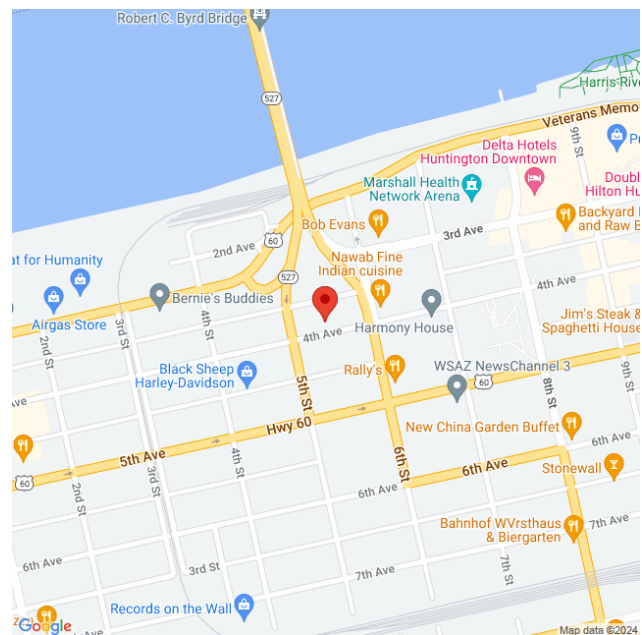 Robert C. Byrd Bridge
527
Harris Riv
Veterans Memo
9th St
Delta Hotels
Huntington Downtown
Marshall Health
Network Arena
Doubl
Hilton Hu
Backyard
and Raw B
Bob Evans
3rd Ave
2nd Ave
60
Nawab Fine
Indian cuisine
at for Humanity
527
4th Ave
Bernie's Buddies
Airgas Store
3rd St
4th St
Harmony House
Jim's Steak &
Spaghetti House
4th Ave
2nd St
WSAZ NewsChannel 3
9th St
Black Sheep
Harley-Davidson
Rally's
60
8th St
5th St
Ave
Hwy 60
New China Garden Buffet
5th Ave
4th St
6th Ave
6th St
6th Ave
Stonewall
60
3rd St
2nd St
6th Ave
Bahnhof WVrsthaus
& Biergarten
7th Ave
6th Ave
3rd St
7th Ave
7th St
Records on the Wall
Google
Map data ©2024